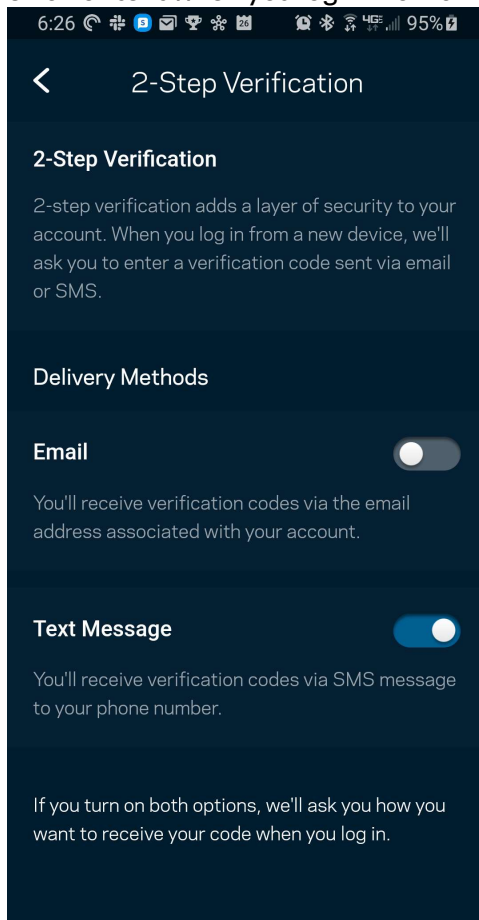 6:26
5
26
4GE
95%
2-Step Verification
2-Step Verification
2-step verification adds a layer of security to your
account. When you log in from a new device, we'll
ask you to enter a verification code sent via email
or SMS.
Delivery Methods
Email
You'll receive verification codes via the email
address associated with your account.
Text Message
You'll receive verification codes via SMS message
to your phone number.
If you turn on both options, we'll ask you how you
want to receive your code when you log in.